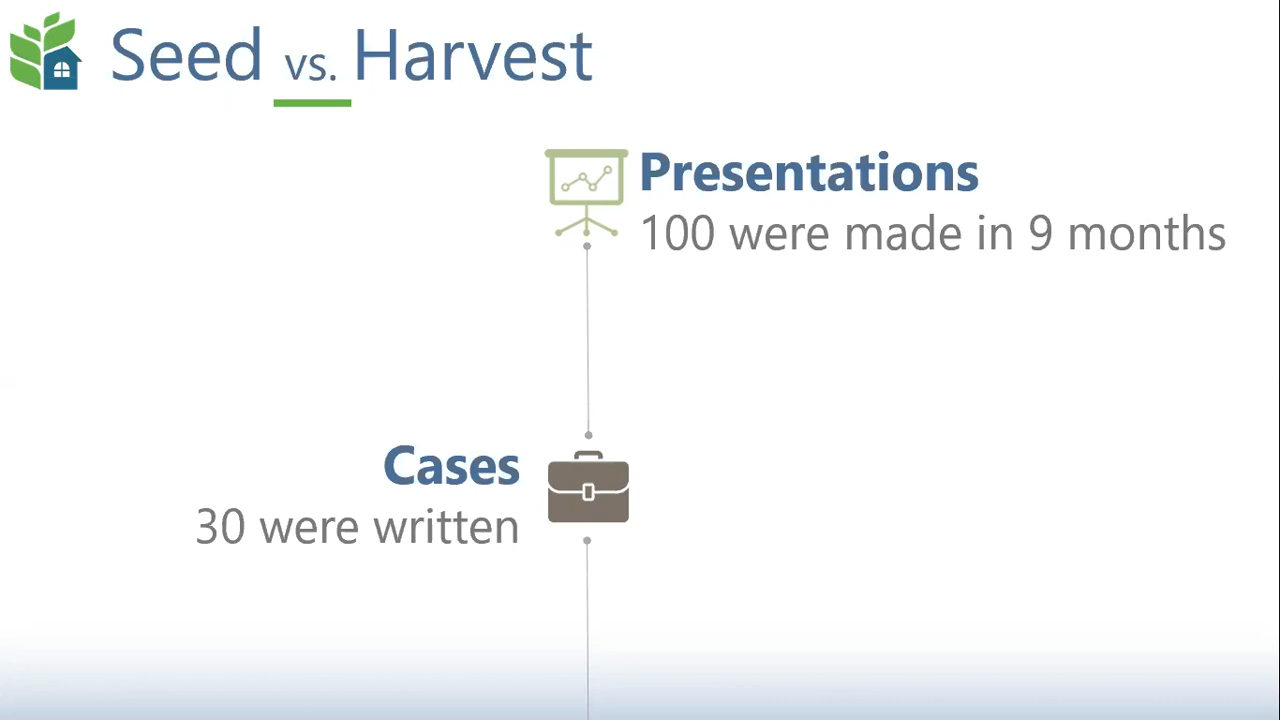 Seed vs. Harvest
Presentations
100 were made in 9 months
Cases
30 were written